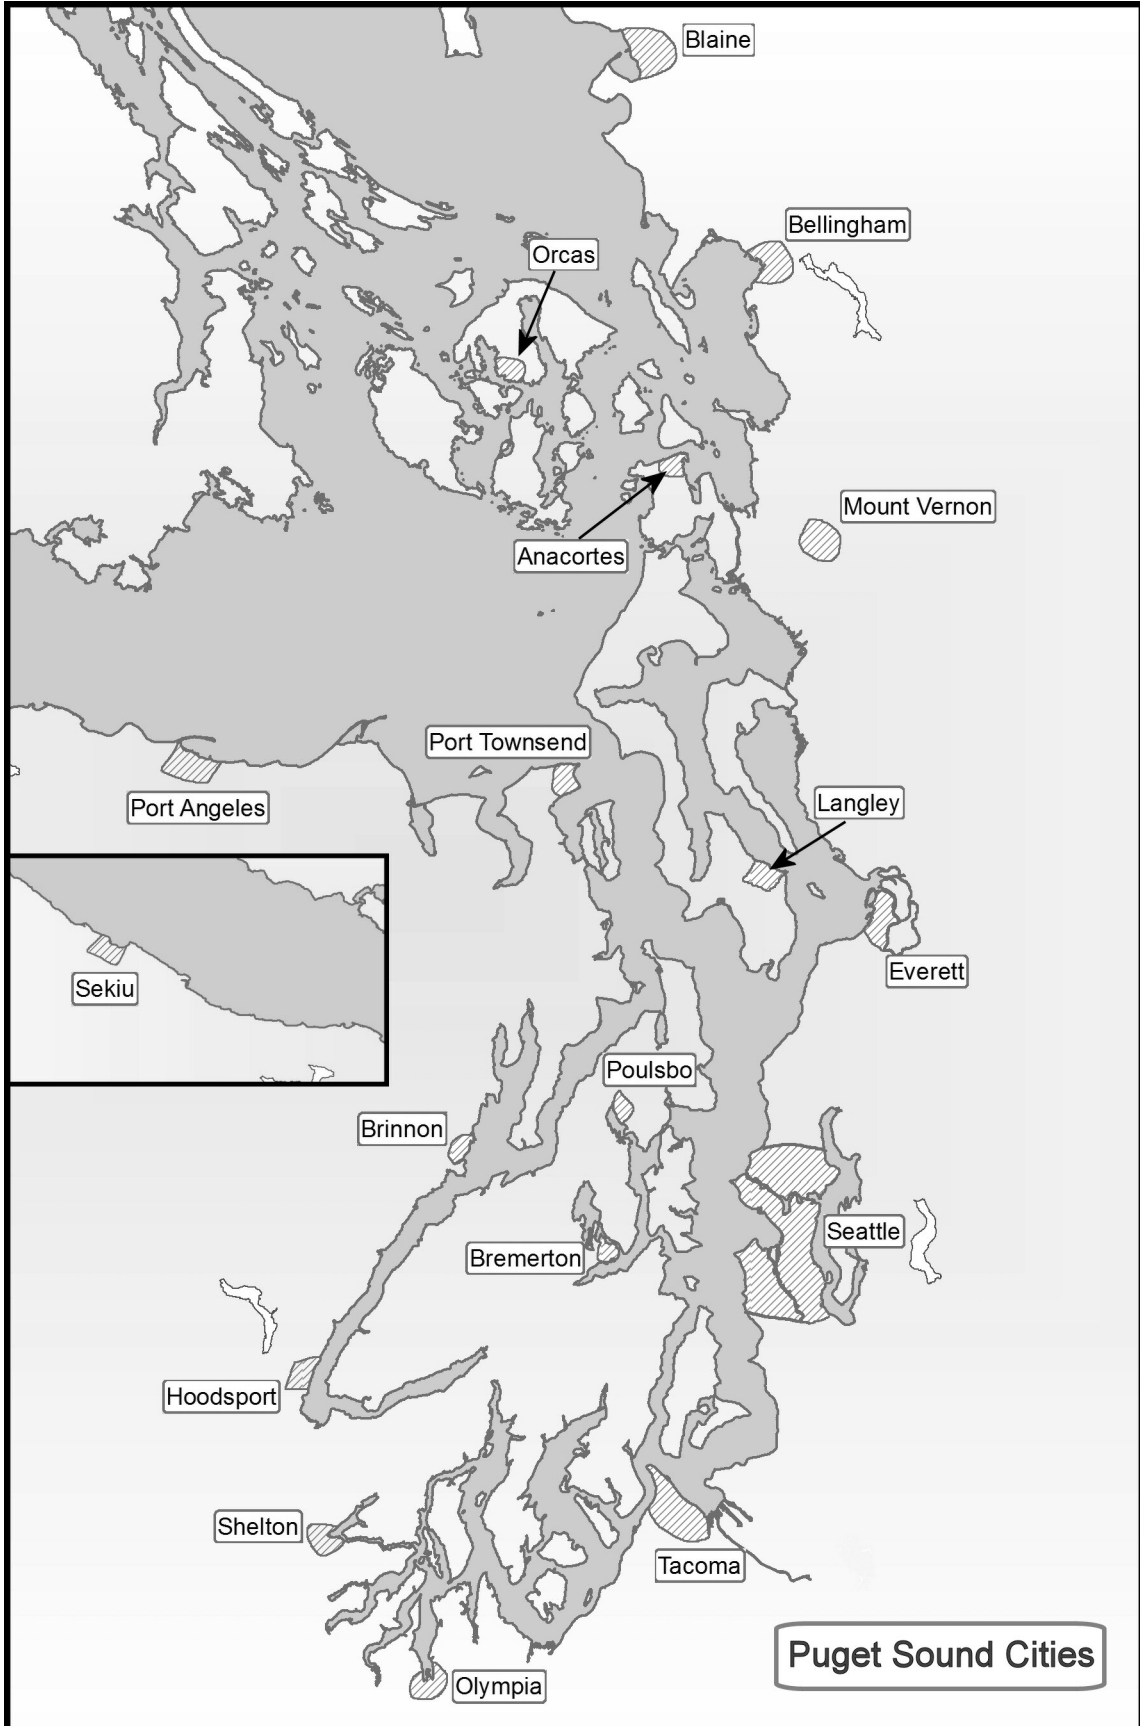 Blaine
Bellingham
Orcas
Mount Vernon
Anacortes
Port Townsend
Port Angeles
Langley
Everett
Sekiu
Poulsbo
Brinnon
Seattle
Bremerton
Hoodsport
Shelton
Tacoma
Puget Sound Cities
Olympia